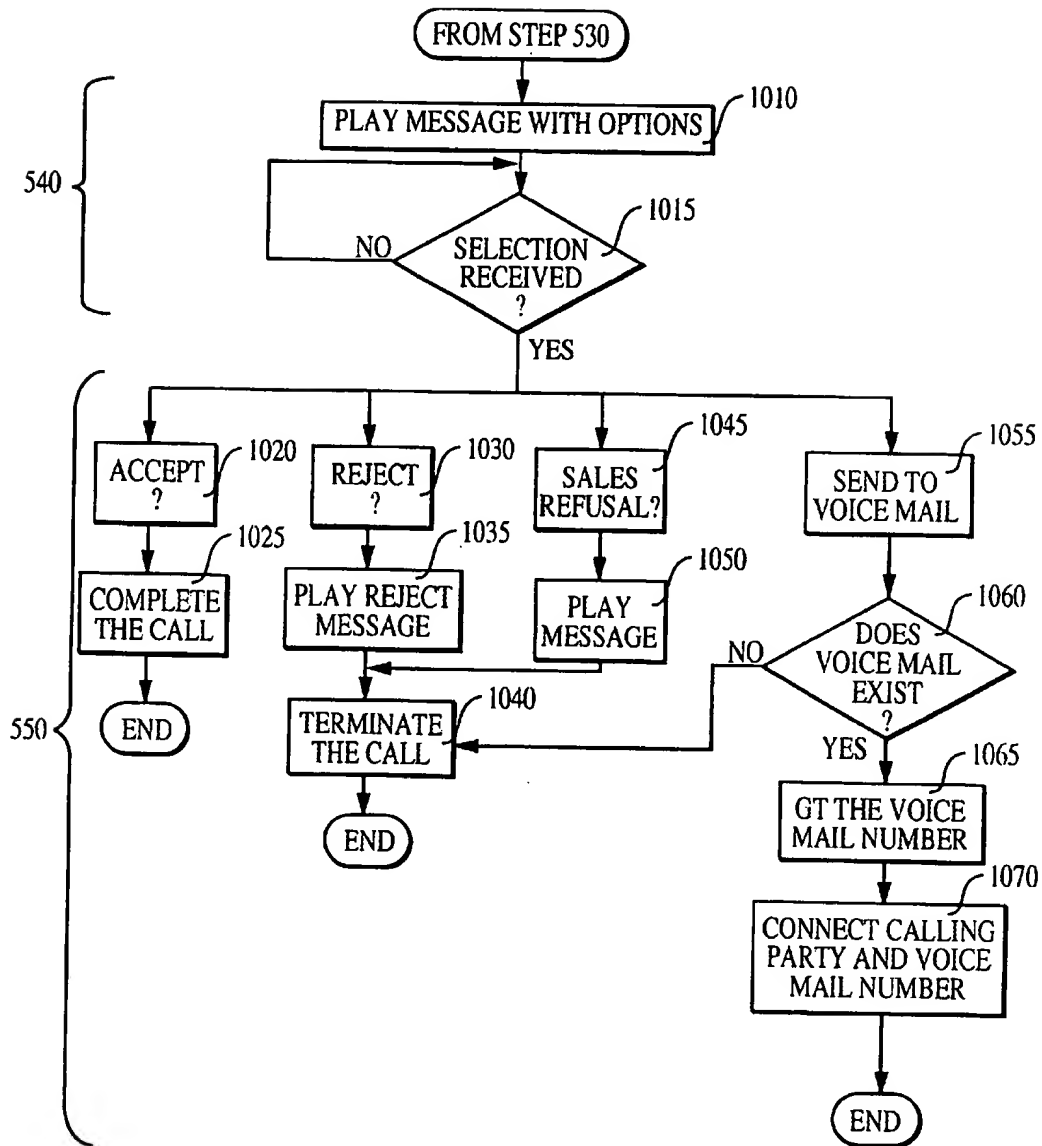 FROM STEP 530
PLAY MESSAGE WITH OPTIONS
1010
540
1015
NO
SELECTION
RECEIVED
?
YES
550
ACCEPT
?
1020
COMPLETE
THE CALL
1025
END
REJECT
?
1030
PLAY REJECT
MESSAGE
1035
TERMINATE
THE CALL
1040
END
SALES
REFUSAL?
1045
PLAY
MESSAGE
1050
SEND TO
VOICE MAIL
1055
DOES
VOICE MAIL
EXIST
?
1060
NO
YES
GT THE VOICE
MAIL NUMBER
1065
CONNECT CALLING
PARTY AND VOICE
MAIL NUMBER
1070
END